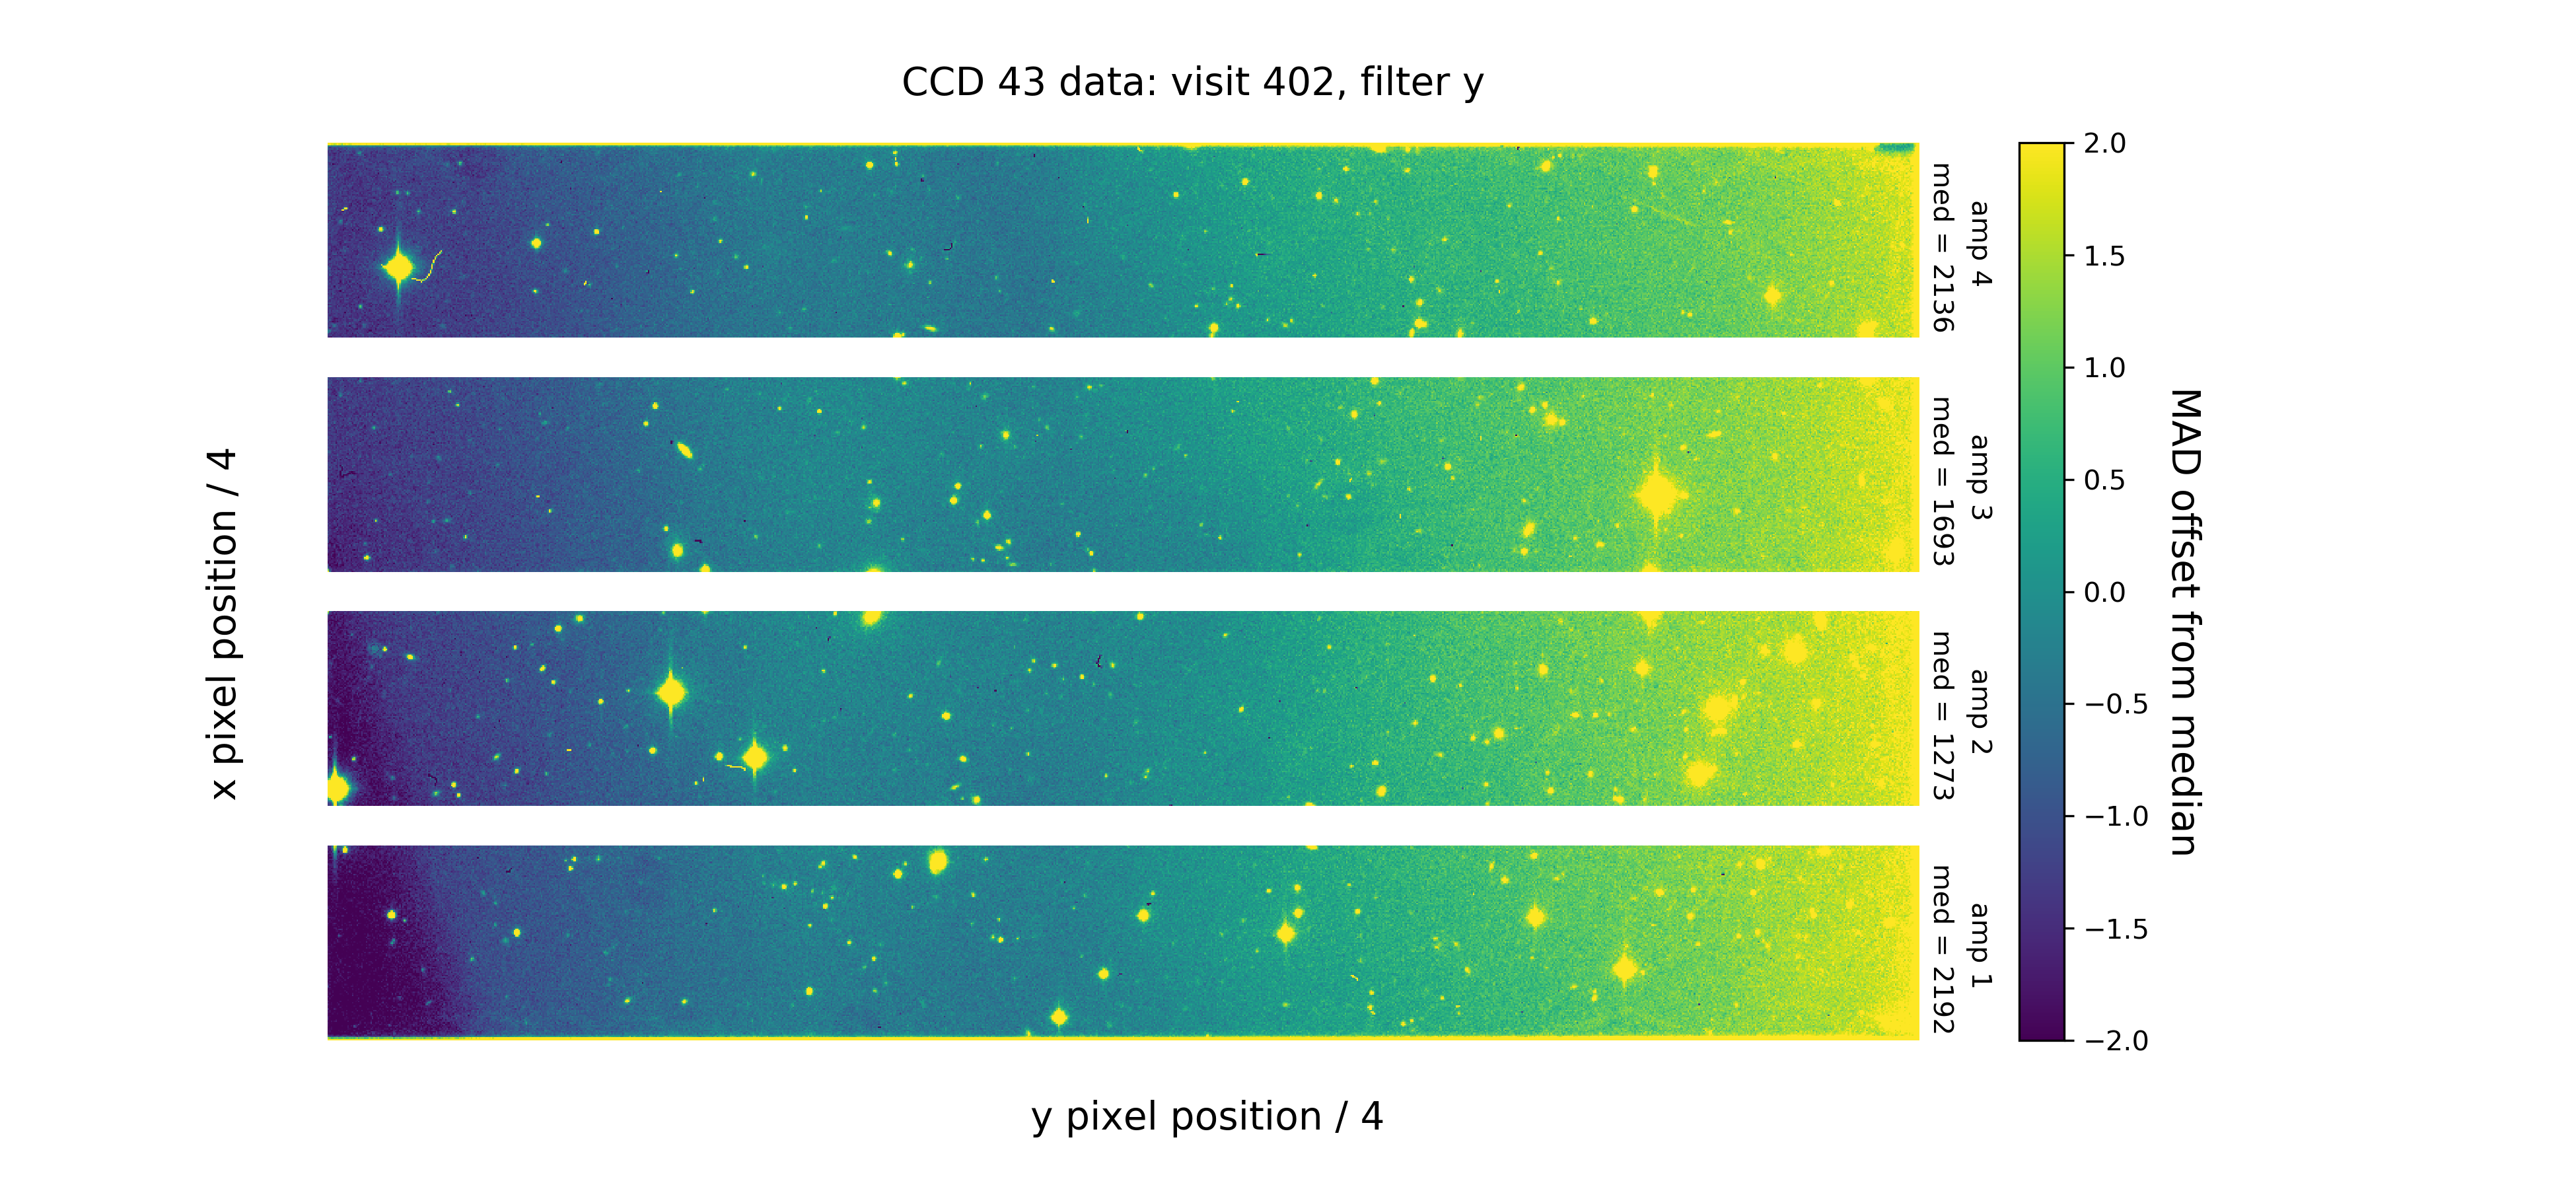 CCD 43 data: visit 402, filter y
x pixel position / 4
amp 4
med = 2136
amp 3
med = 1693
amp 2
med = 1273
amp 1
med = 2192
2.0
1.5
1.0
0.5
0.0
−0.5
−1.0
−1.5
−2.0
MAD offset from median
y pixel position / 4